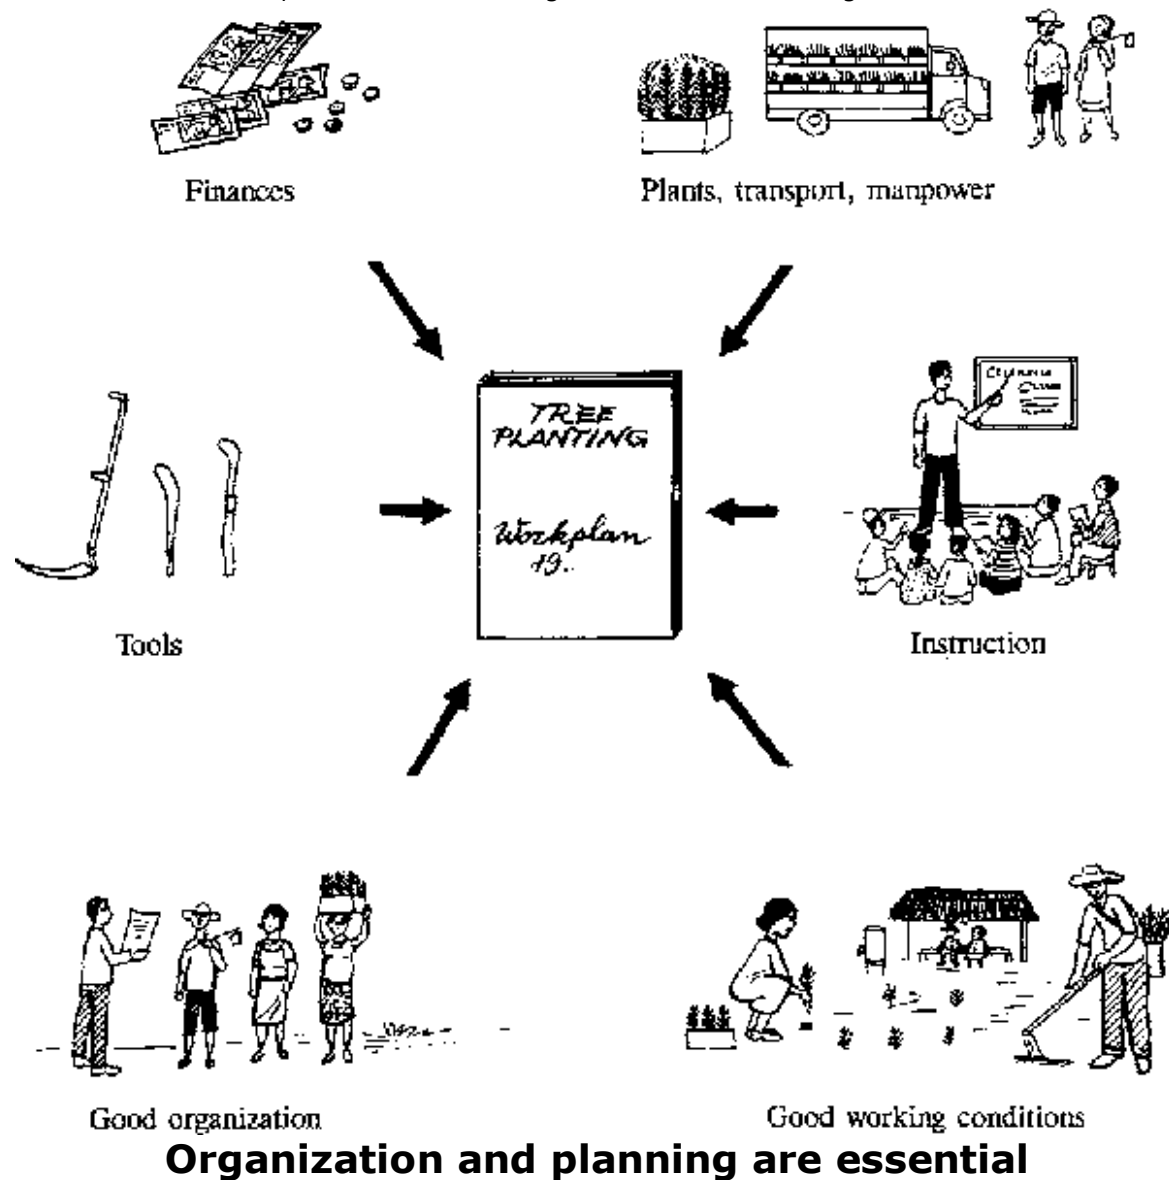 Finances
Plants, transport, manpower
TREE
PLANTING
Workplan
19..
Tools
Instruction
Good organization
Good working conditions
Organization and planning are essential